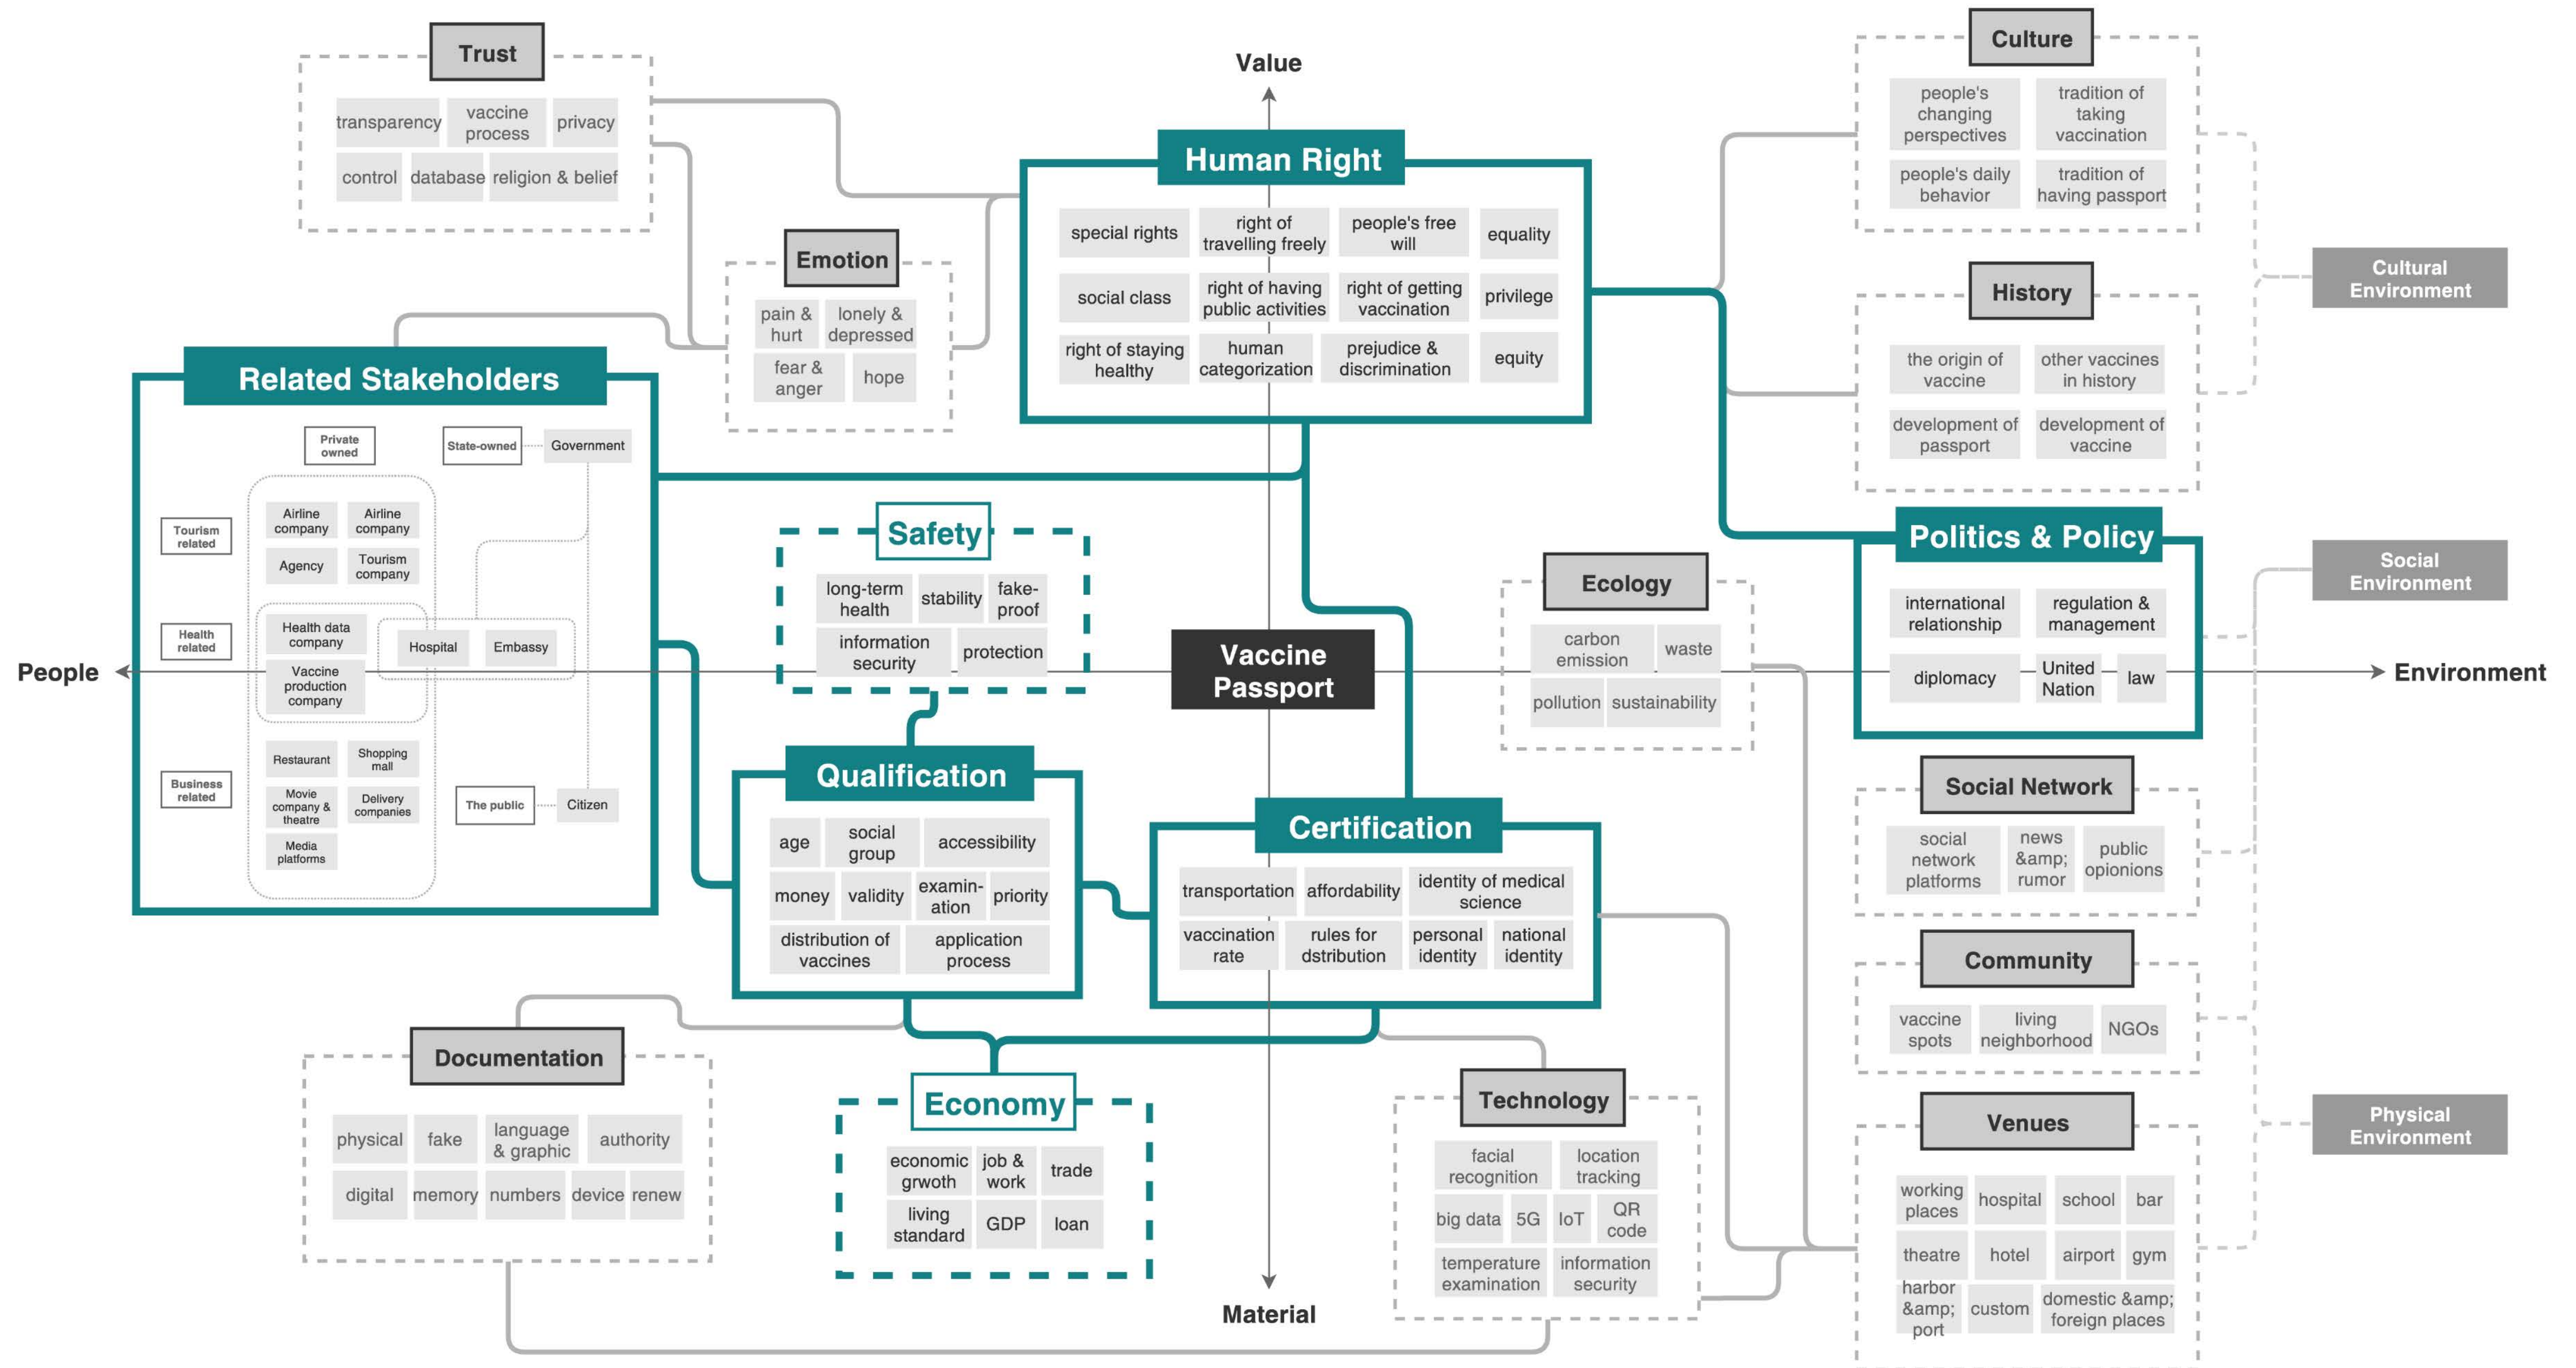 Trust
transparency
vaccine
process
privacy
control
database
religion & belief
Emotion
pain &
hurt
lonely &
depressed
fear &
anger
hope
Value
Human Right
special rights
right of
travelling freely
people's free
will
equality
social class
right of having
public activities
right of getting
vaccination
privilege
right of staying
healthy
human
categorization
prejudice &
discrimination
equity
Culture
people's
changing
perspectives
tradition of
taking
vaccination
people's daily
behavior
tradition of
having passport
Cultural
Environment
History
the origin of
vaccine
other vaccines
in history
development of
passport
development of
vaccine
Related Stakeholders
Private
owned
State-owned
Government
Tourism
related
Airline
company
Airline
company
Agency
Tourism
company
Health
related
Health data
company
Hospital
Embassy
Vaccine
production
company
Business
related
Restaurant
Shopping
mall
Movie
company &
theatre
Delivery
companies
Media
platforms
The public
Citizen
People
Safety
long-term
health
stability
fake-
proof
information
security
protection
Vaccine
Passport
Ecology
carbon
emission
waste
pollution
sustainability
Politics & Policy
international
relationship
regulation &
management
diplomacy
United
Nation
law
Social
Environment
Environment
Qualification
age
social
group
accessibility
money
validity
examin-
ation
priority
distribution of
vaccines
application
process
Certification
transportation
affordability
identity of medical
science
vaccination
rate
rules for
dstribution
personal
identity
national
identity
Social Network
social
network
platforms
news
&amp;
rumor
public
opionions
Community
vaccine
spots
living
neighborhood
NGOs
Documentation
physical
fake
language
& graphic
authority
digital
memory
numbers
device
renew
Economy
economic
grwoth
job &
work
trade
living
standard
GDP
loan
Material
Technology
facial
recognition
location
tracking
big data
5G
IoT
QR
code
temperature
examination
information
security
Venues
working
places
hospital
school
bar
theatre
hotel
airport
gym
harbor
&amp;
port
custom
domestic &amp;
foreign places
Physical
Environment